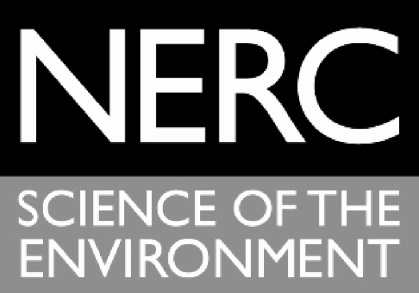 NERC
SCIENCE OF THE
ENVIRONMENT